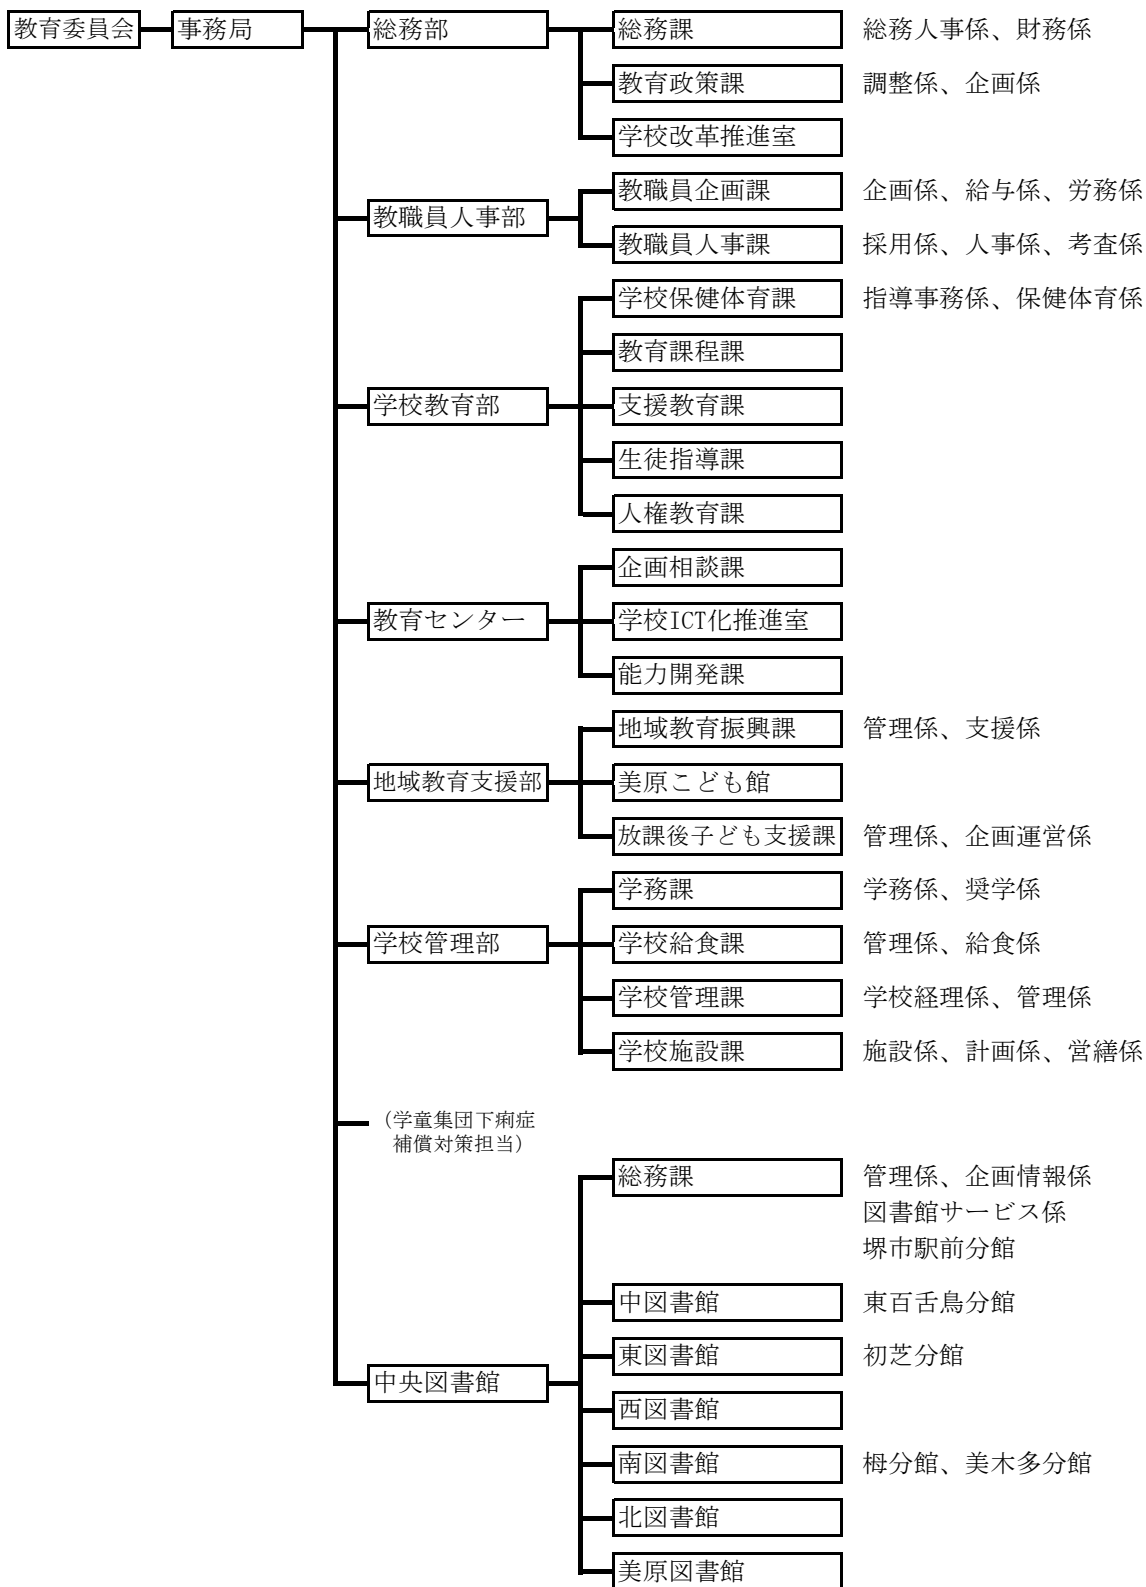 教育委員会 事務局 総務部 総務課 総務人事係、財務係
教育政策課 調整係、企画係
学校改革推進室
教職員企画課 企画係、給与係、労務係
教職員人事部
教職員人事課 採用係、人事係、考査係
学校保健体育課 指導事務係、保健体育係
教育課程課
学校教育部 支援教育課
生徒指導課
人権教育課
企画相談課
教育センター 学校ICT化推進室
能力開発課
地域教育振興課 管理係、支援係
地域教育支援部 美原こども館
放課後子ども支援課 管理係、企画運営係
学務課 学務係、奨学係
学校管理部 学校給食課 管理係、給食係
学校管理課 学校経理係、管理係
学校施設課 施設係、計画係、営繕係
（学童集団下痢症
補償対策担当）
総務課 管理係、企画情報係
図書館サービス係
堺市駅前分館
中図書館 東百舌鳥分館
東図書館 初芝分館
中央図書館
西図書館
南図書館 栂分館、美木多分館
北図書館
美原図書館